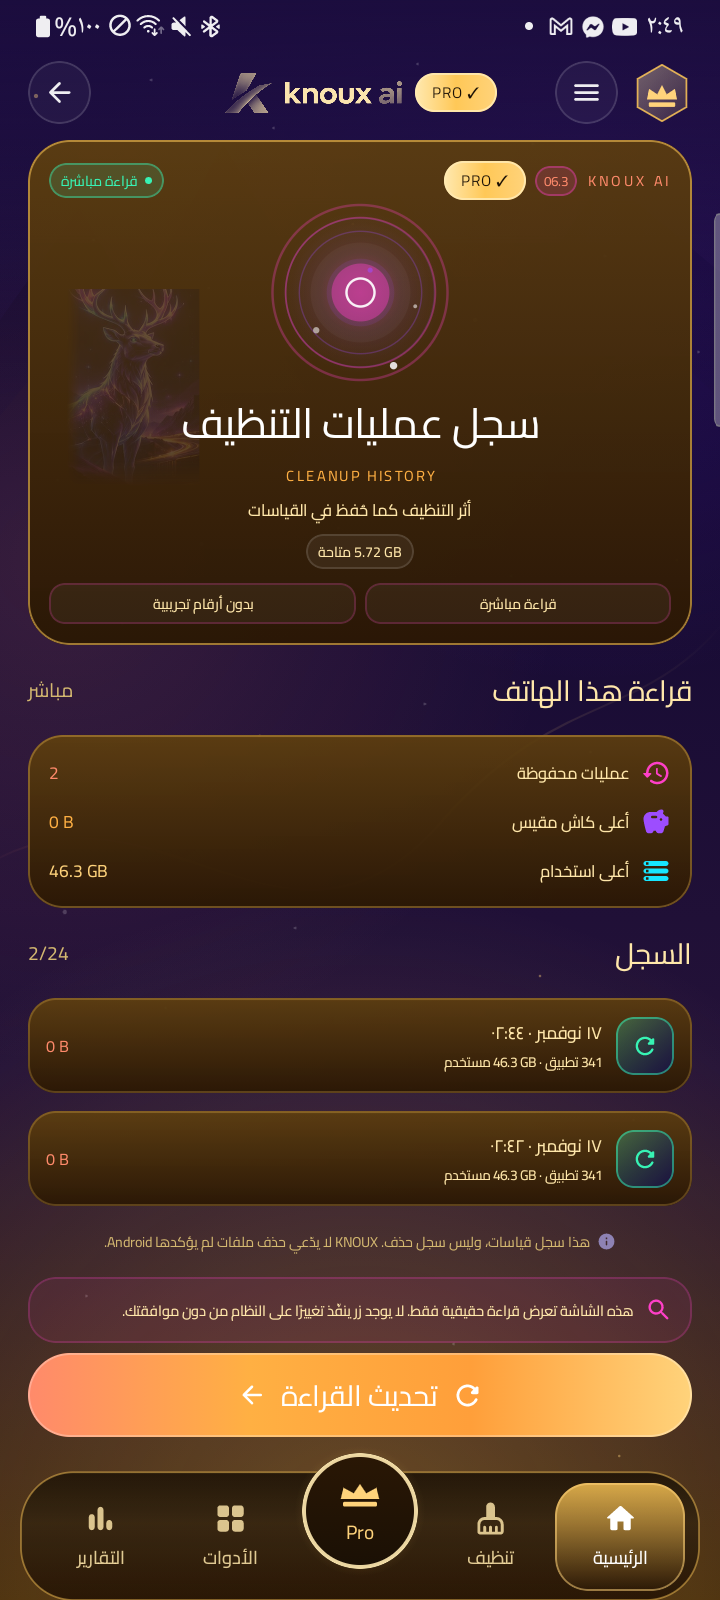 ٢:٤٩
%١٠٠
knoux ai
PRO ✓
KNOUX AI
06.3
PRO ✓
قراءة مباشرة
سجل عمليات التنظيف
CLEANUP HISTORY
أثر التنظيف كما حُفظ في القياسات
5.72 GB متاحة
قراءة مباشرة
بدون أرقام تجريبية
قراءة هذا الهاتف
مباشر
عمليات محفوظة
2
أعلى كاش مقيس
0 B
أعلى استخدام
46.3 GB
السجل
2/24
١٧ نوفمبر · ٠٢:٤٤
341 تطبيق · 46.3 GB مستخدم
0 B
١٧ نوفمبر · ٠٢:٤٢
341 تطبيق · 46.3 GB مستخدم
0 B
هذا سجل قياسات، وليس سجل حذف. KNOUX لا يدّعي حذف ملفات لم يؤكدها Android.
هذه الشاشة تعرض قراءة حقيقية فقط. لا يوجد زر ينفّذ تغييرًا على النظام من دون موافقتك.
تحديث القراءة
الرئيسية
تنظيف
Pro
الأدوات
التقارير